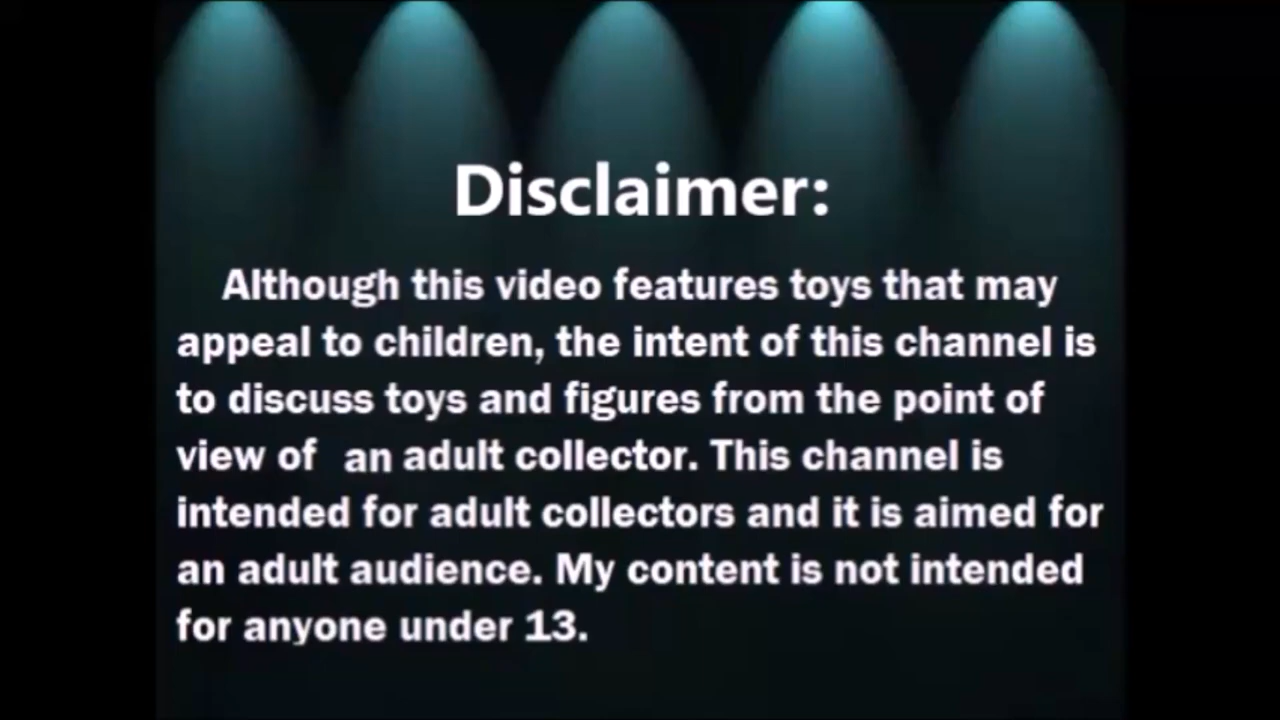 Disclaimer:
Although this video features toys that may
appeal to children, the intent of this channel is
to discuss toys and figures from the point of
view of an adult collector. This channel is
intended for adult collectors and it is aimed for
an adult audience. My content is not intended
for anyone under 13.